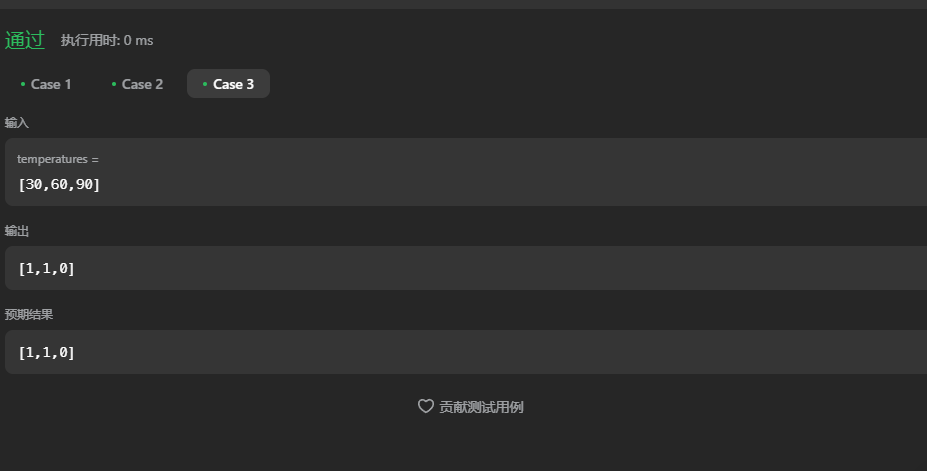 通过 执行用时: 0 ms
Case 1 Case 2 Case 3
输入
temperatures =
[30,60,90]
输出
[1,1,0]
预期结果
[1,1,0]
贡献测试用例